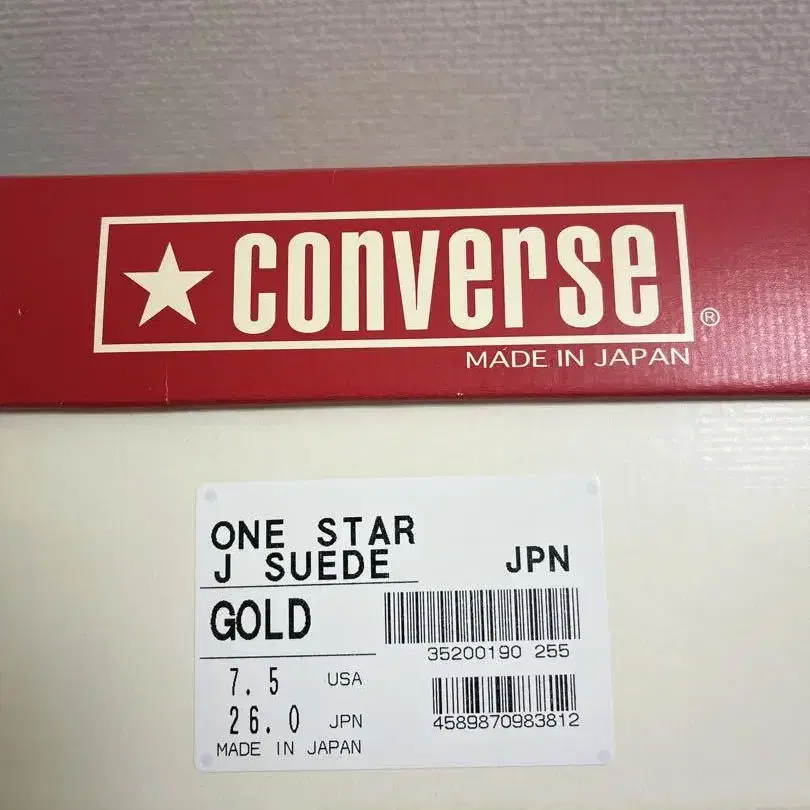 ★ converse ®
MADE IN JAPAN
ONE STAR
J SUEDE
JPN
GOLD
35200190 255
7.5 USA
26.0 JPN
4589870983812
MADE IN JAPAN